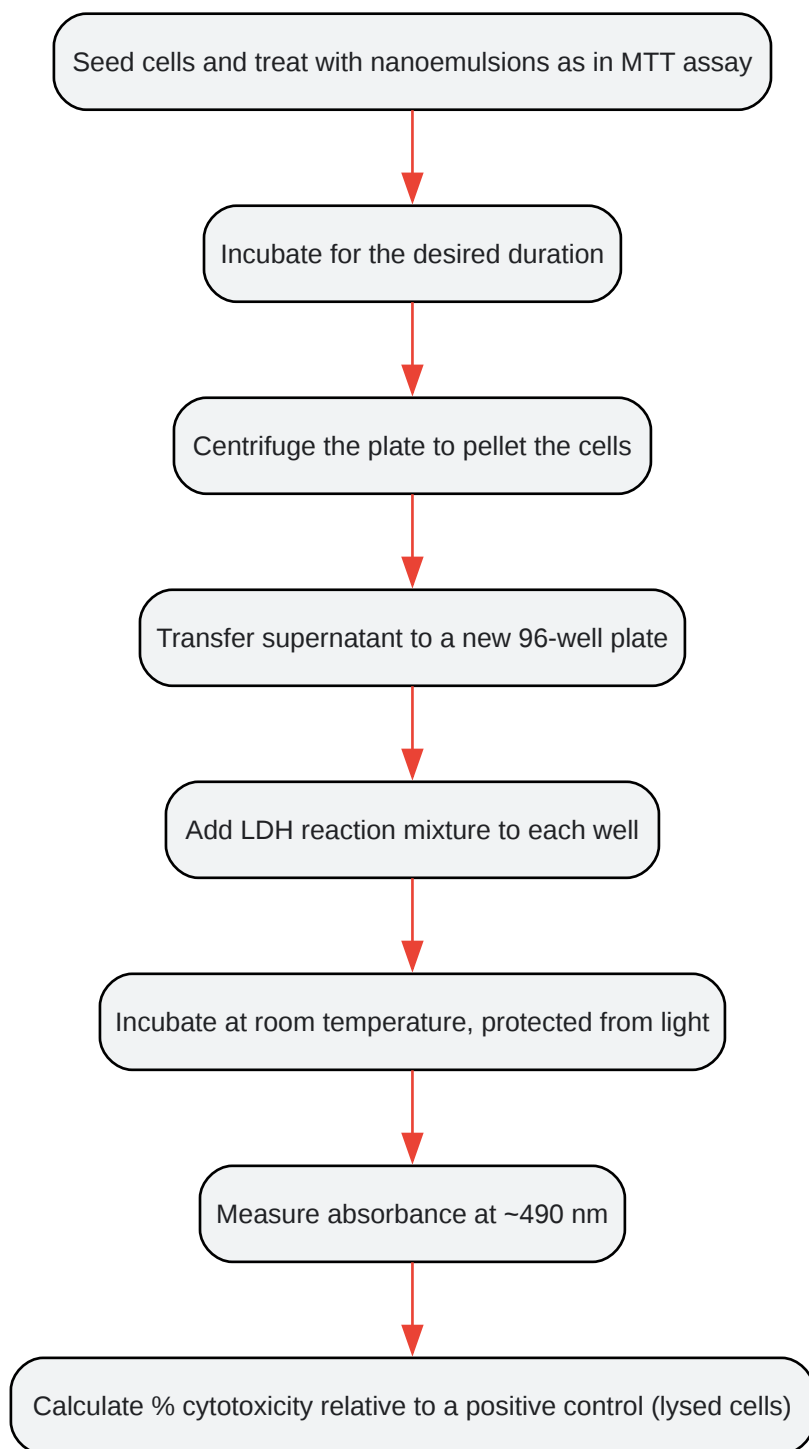 Seed cells and treat with nanoemulsions as in MTT assay
Incubate for the desired duration
Centrifuge the plate to pellet the cells
Transfer supernatant to a new 96-well plate
Add LDH reaction mixture to each well
Incubate at room temperature, protected from light
Measure absorbance at ~490 nm
Calculate % cytotoxicity relative to a positive control (lysed cells)